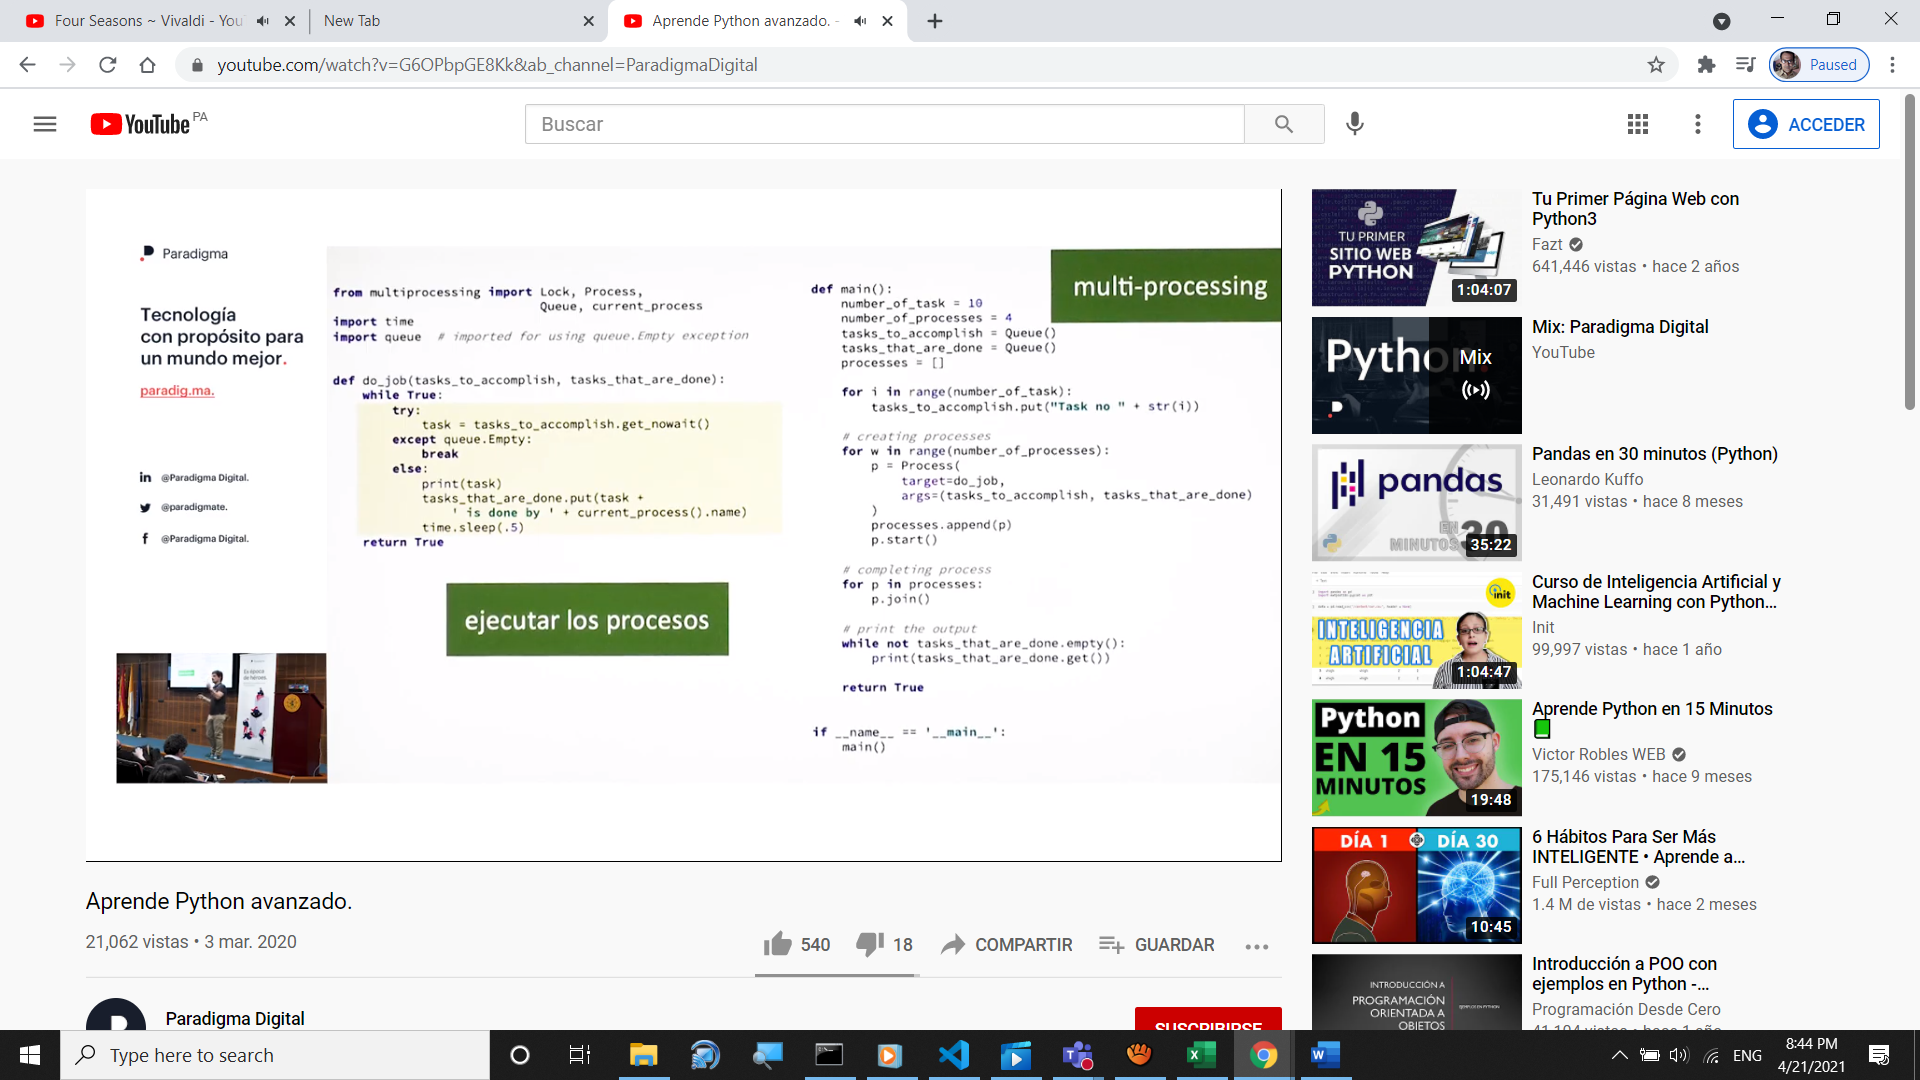 Four Seasons ~ Vivaldi - You
New Tab
Aprende Python avanzado. -
youtube.com/watch?v=G6OPbpGE8Kk&ab_channel=ParadigmaDigital
Paused
YouTube PA
Buscar
ACCEDER
Paradigma
Tecnología
con propósito para
un mundo mejor.
paradig.ma.
@Paradigma Digital.
@paradigmate.
@Paradigma Digital.
from multiprocessing import Lock, Process,
Queue, current_process
import time
import queue # imported for using queue.Empty exception
def do_job(tasks_to_accomplish, tasks_that_are_done):
while True:
try:
task = tasks_to_accomplish.get_nowait()
except queue.Empty:
break
else:
print(task)
tasks_that_are_done.put(task +
' is done by ' + current_process().name)
time.sleep(.5)
return True
ejecutar los procesos
multi-processing
def main():
number_of_task = 10
number_of_processes = 4
tasks_to_accomplish = Queue()
tasks_that_are_done = Queue()
processes = []
for i in range(number_of_task):
tasks_to_accomplish.put("Task no " + str(i))
# creating processes
for w in range(number_of_processes):
p = Process(
target=do_job,
args=(tasks_to_accomplish, tasks_that_are_done)
)
processes.append(p)
p.start()
# completing process
for p in processes:
p.join()
# print the output
while not tasks_that_are_done.empty():
print(tasks_that_are_done.get())
return True
if __name__ == '__main__':
main()
Aprende Python avanzado.
21,062 vistas • 3 mar. 2020
540
18
COMPARTIR
GUARDAR
Paradigma Digital
SUSCRIBIRSE
TU PRIMER
SITIO WEB
PYTHON
1:04:07
Tu Primer Página Web con
Python3
Fazt
641,446 vistas • hace 2 años
Python.
Mix
Mix: Paradigma Digital
YouTube
pandas
EN 30
MINUTOS
35:22
Pandas en 30 minutos (Python)
Leonardo Kuffo
31,491 vistas • hace 8 meses
init
INTELIGENCIA
ARTIFICIAL
1:04:47
Curso de Inteligencia Artificial y
Machine Learning con Python...
Init
99,997 vistas • hace 1 año
Python
EN 15
MINUTOS
19:48
Aprende Python en 15 Minutos
Victor Robles WEB
175,146 vistas • hace 9 meses
DÍA 1
DÍA 30
10:45
6 Hábitos Para Ser Más
INTELIGENTE • Aprende a...
Full Perception
1.4 M de vistas • hace 2 meses
INTRODUCCIÓN A
PROGRAMACIÓN
ORIENTADA A
OBJETOS
Introducción a POO con
ejemplos en Python -...
Programación Desde Cero
41,194 vistas • hace 1 año
Type here to search
ENG
8:44 PM
4/21/2021